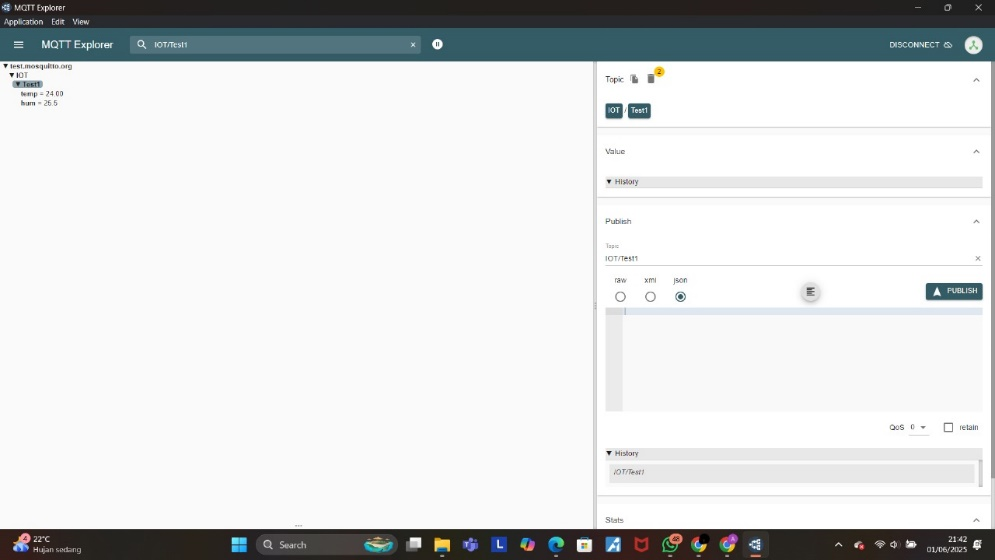 MQTT Explorer
Application Edit View
MQTT Explorer
IOT/Test1
DISCONNECT
test.mosquitto.org
IOT
Test1
temp = 24.00
hum = 26.5
Topic
2
IOT / Test1
Value
History
Publish
Topic
IOT/Test1
raw xml json
PUBLISH
QoS 0 retain
History
IOT/Test1
Stats
4
22°C
Hujan sedang
Search
48
21:42
01/06/2025